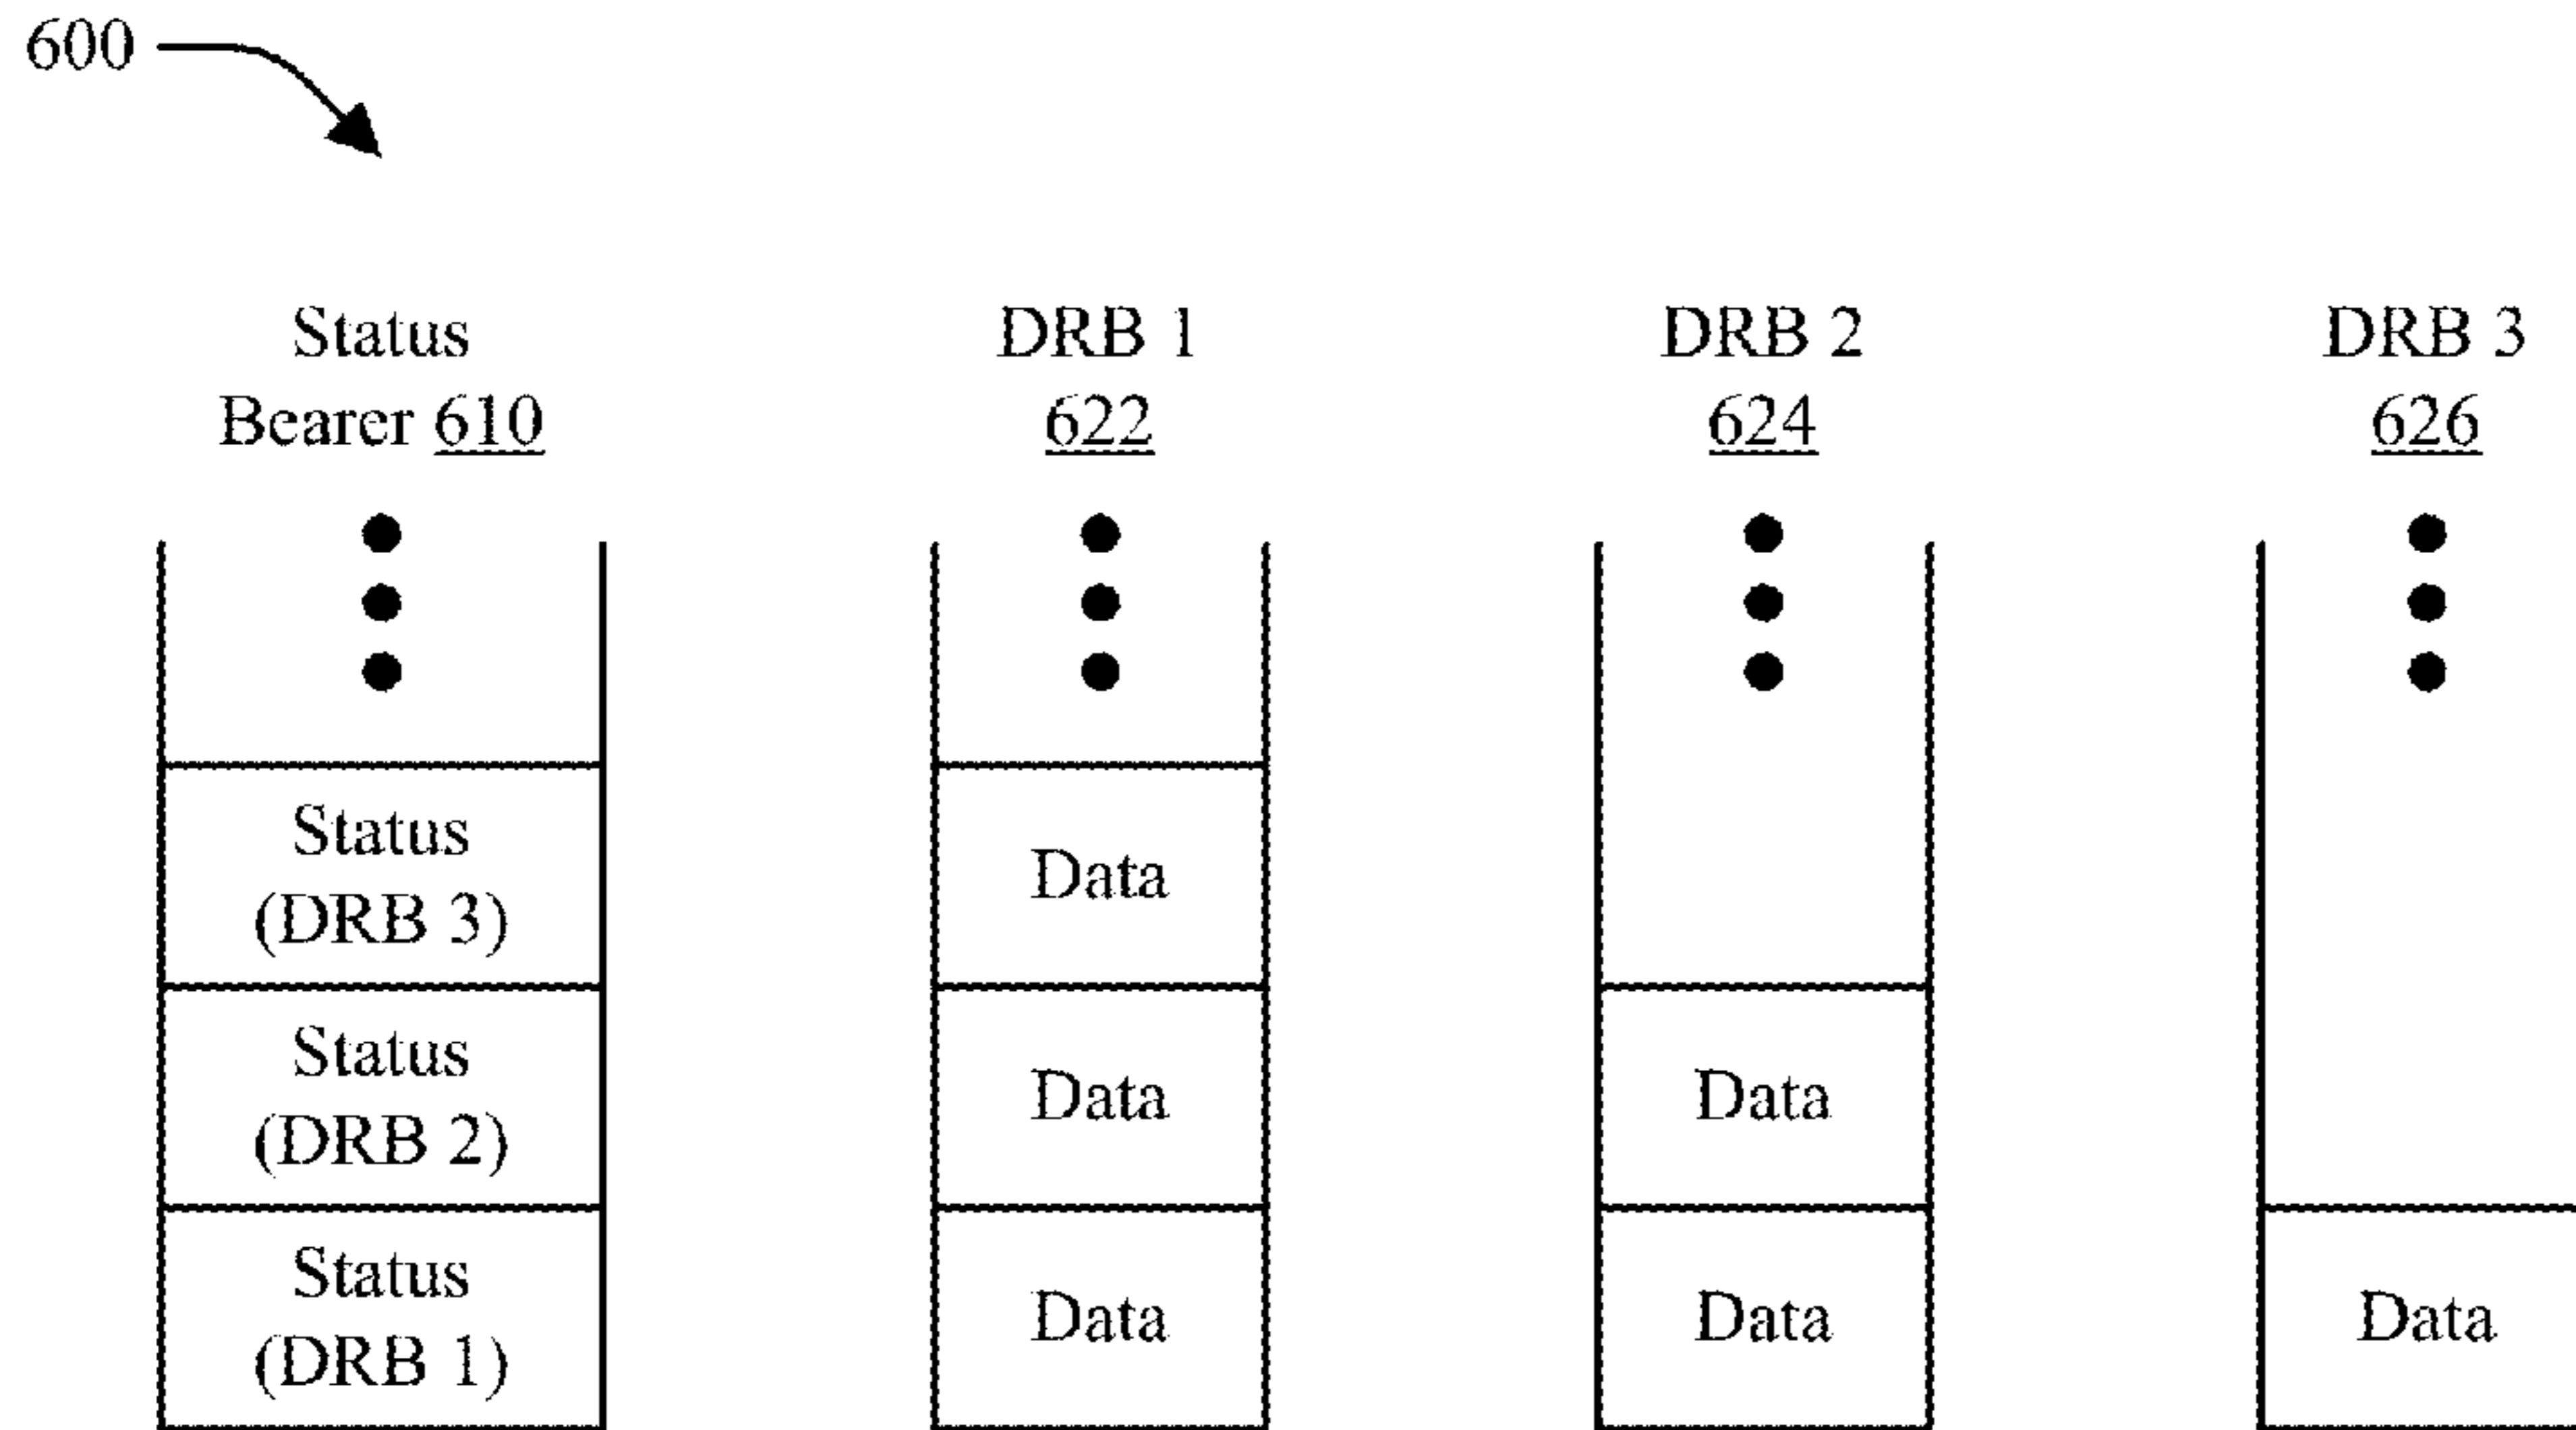 600
Status
Bearer 610
DRB 1
622
DRB 2
624
DRB 3
626
Status
(DRB 3)
Status
(DRB 2)
Status
(DRB 1)
Data
Data
Data
Data
Data
Data